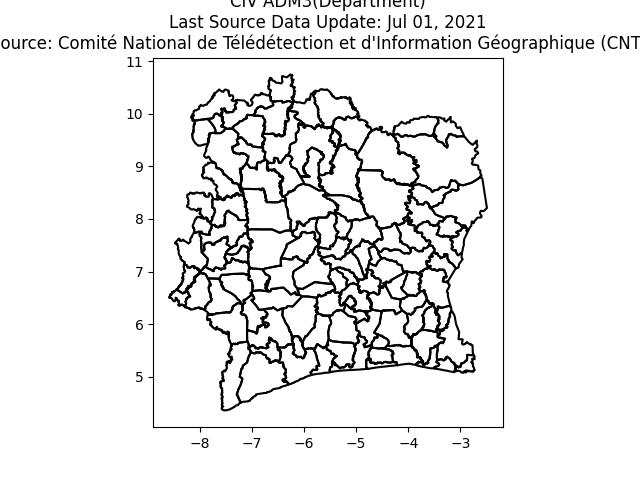 CIV ADM3(Department)
Last Source Data Update: Jul 01, 2021
ource: Comité National de Télédétection et d'Information Géographique (CNT
11
10
9
8
7
6
5
−8 −7 −6 −5 −4 −3